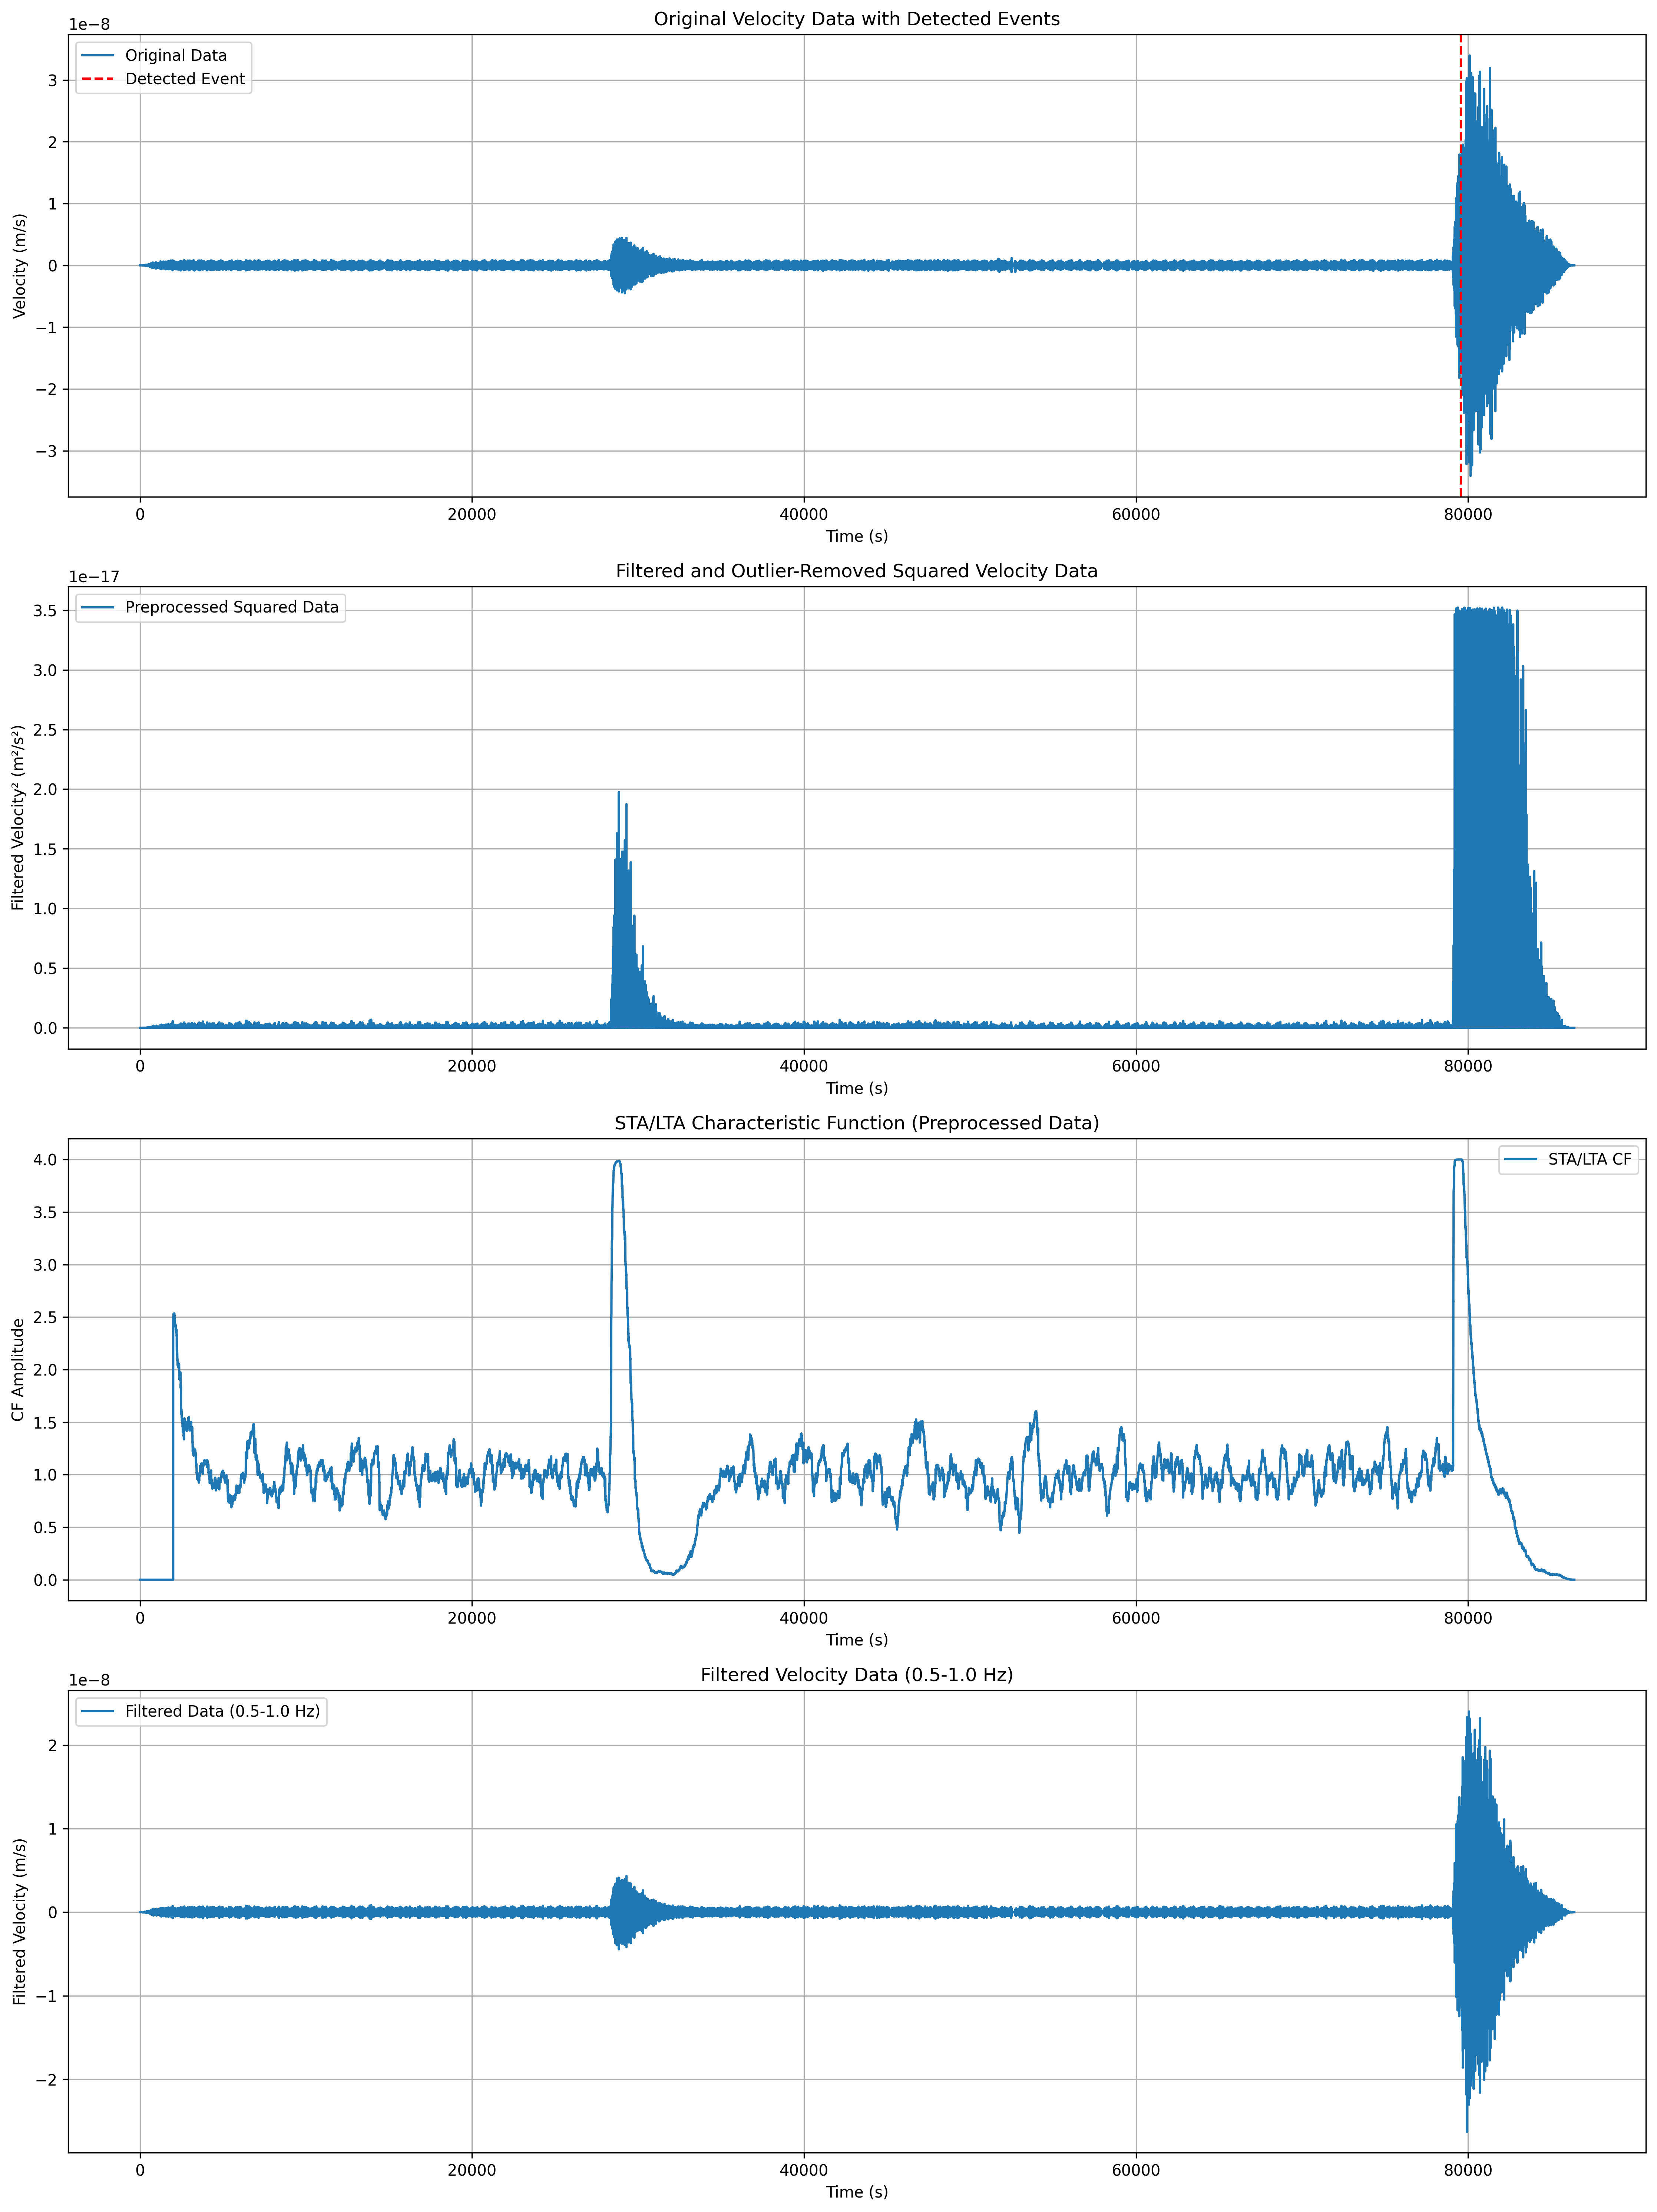 Original Velocity Data with Detected Events
1e−8
Original Data
Detected Event
Velocity (m/s)
3
2
1
0
−1
−2
−3
0 20000 40000 60000 80000
Time (s)
Filtered and Outlier-Removed Squared Velocity Data
1e−17
Preprocessed Squared Data
Filtered Velocity² (m²/s²)
3.5
3.0
2.5
2.0
1.5
1.0
0.5
0.0
0 20000 40000 60000 80000
Time (s)
STA/LTA Characteristic Function (Preprocessed Data)
STA/LTA CF
CF Amplitude
4.0
3.5
3.0
2.5
2.0
1.5
1.0
0.5
0.0
0 20000 40000 60000 80000
Time (s)
Filtered Velocity Data (0.5-1.0 Hz)
1e−8
Filtered Data (0.5-1.0 Hz)
Filtered Velocity (m/s)
2
1
0
−1
−2
0 20000 40000 60000 80000
Time (s)